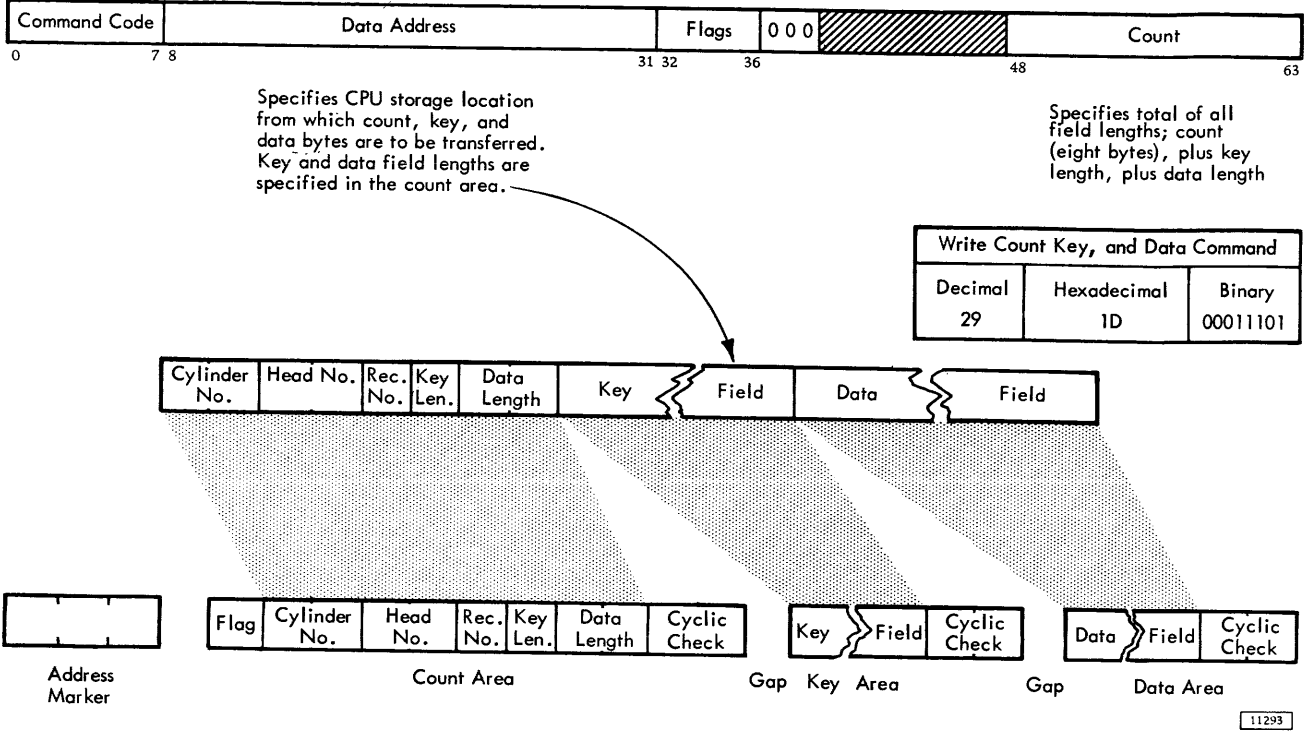 Command Code Data Address Flags 0 0 0 Count
0 7 8 31 32 36 48 63
Specifies CPU storage location
from which count, key, and
data bytes are to be transferred.
Key and data field lengths are
specified in the count area.
Specifies total of all
field lengths; count
(eight bytes), plus key
length, plus data length
Write Count Key, and Data Command
Decimal Hexadecimal Binary
29 1D 00011101
Cylinder Head No. Rec. Key Data Key Field Data Field
No. No. Len. Length
Flag Cylinder Head Rec. Key Data Cyclic Key Field Cyclic Data Field Cyclic
No. No. No. Len. Length Check Check Check
Address
Marker
Count Area Gap Key Area Gap Data Area
11293